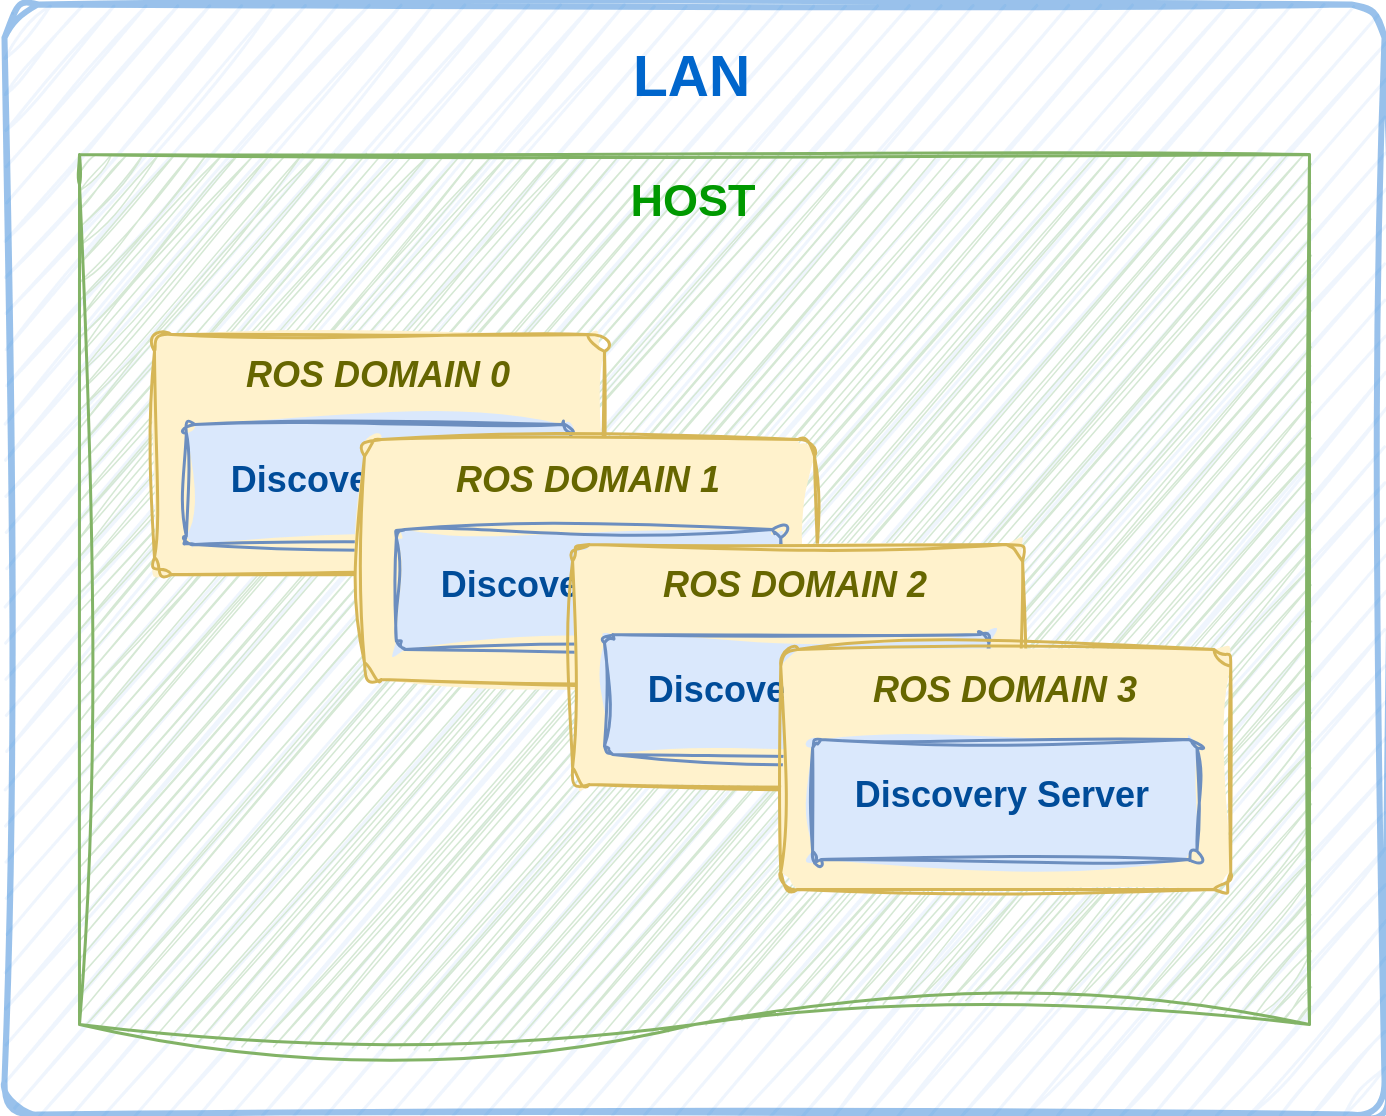 LAN
HOST
ROS DOMAIN 0
Discove
ROS DOMAIN 1
Discove
ROS DOMAIN 2
Discove
ROS DOMAIN 3
Discovery Server